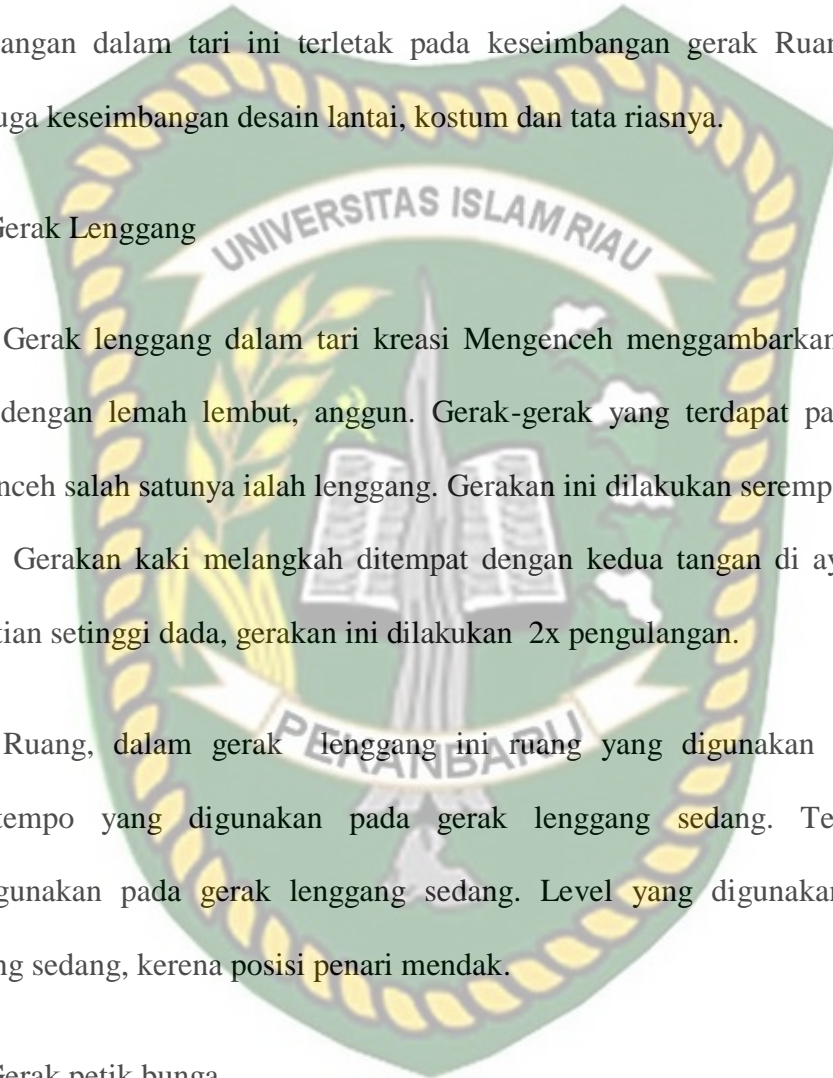 angan dalam tari ini terletak pada keseimbangan gerak Ruan
uga keseimbangan desain lantai, kostum dan tata riasnya.
Gerak Lenggang
UNIVERSITAS ISLAM RIAU
Gerak lenggang dalam tari kreasi Mengenceh menggambarkan
dengan lemah lembut, anggun. Gerak-gerak yang terdapat pa
nceh salah satunya ialah lenggang. Gerakan ini dilakukan seremp
Gerakan kaki melangkah ditempat dengan kedua tangan di ay
tian setinggi dada, gerakan ini dilakukan 2x pengulangan.
PEKANBARU
Ruang, dalam gerak lenggang ini ruang yang digunakan
tempo yang digunakan pada gerak lenggang sedang. Te
gunakan pada gerak lenggang sedang. Level yang digunakan
ng sedang, kerena posisi penari mendak.
Gerak petik bunga